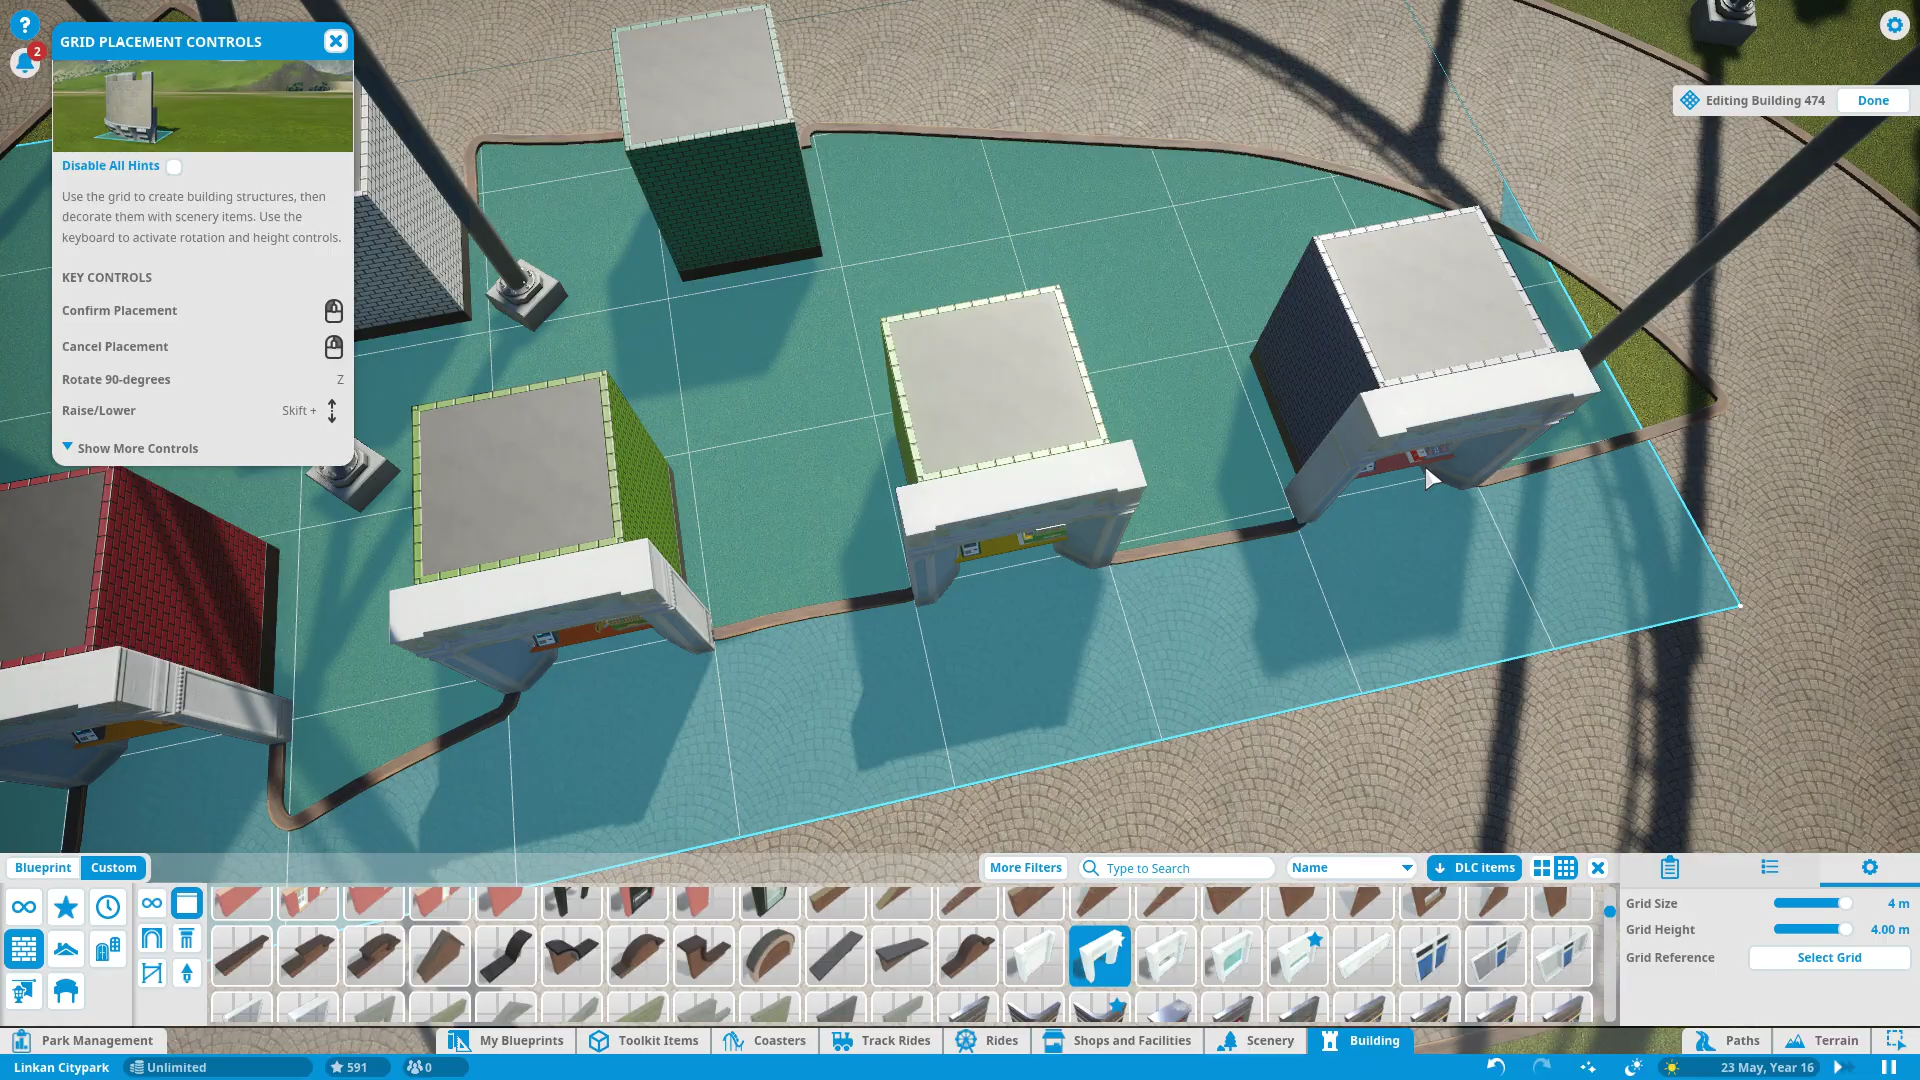 ?
2
GRID PLACEMENT CONTROLS
Disable All Hints
Use the grid to create building structures, then
decorate them with scenery items. Use the
keyboard to activate rotation and height controls.
KEY CONTROLS
Confirm Placement
Cancel Placement
Rotate 90-degrees Z
Raise/Lower Skift +
Show More Controls
Editing Building 474 Done
Blueprint Custom
More Filters Type to Search Name DLC items
Grid Size 4 m
Grid Height 4.00 m
Grid Reference Select Grid
Park Management My Blueprints Toolkit Items Coasters Track Rides Rides Shops and Facilities Scenery Building Paths Terrain
Linkan Citypark Unlimited 591 0 23 May, Year 16